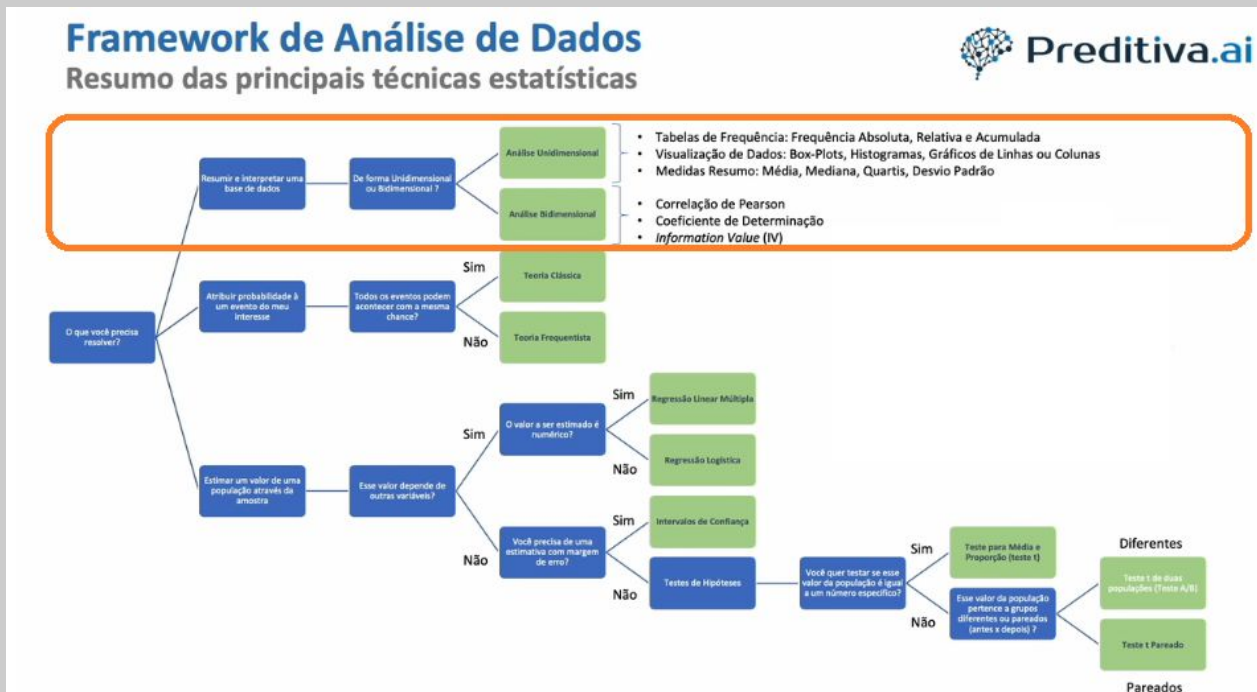 Framework de Análise de Dados
Resumo das principais técnicas estatísticas
Preditiva.ai
O que você precisa
resolver?
Resumir e interpretar uma
base de dados
De forma Unidimensional
ou Bidimensional ?
Análise Unidimensional
• Tabelas de Frequência: Frequência Absoluta, Relativa e Acumulada
• Visualização de Dados: Box-Plots, Histogramas, Gráficos de Linhas ou Colunas
• Medidas Resumo: Média, Mediana, Quartis, Desvio Padrão
Análise Bidimensional
• Correlação de Pearson
• Coeficiente de Determinação
• Information Value (IV)
Atribuir probabilidade à
um evento do meu
interesse
Todos os eventos podem
acontecer com a mesma
chance?
Sim
Teoria Clássica
Não
Teoria Frequentista
Estimar um valor de uma
população através da
amostra
Esse valor depende de
outras variáveis?
Sim
O valor a ser estimado é
numérico?
Sim
Regressão Linear Múltipla
Não
Regressão Logística
Não
Você precisa de uma
estimativa com margem
de erro?
Sim
Intervalos de Confiança
Não
Testes de Hipóteses
Você quer testar se esse
valor da população é igual
a um número específico?
Sim
Teste para Média e
Proporção (teste t)
Não
Esse valor da população
pertence a grupos
diferentes ou pareados
(antes x depois) ?
Diferentes
Teste t de duas
populações (Teste A/B)
Teste t Pareado
Pareados